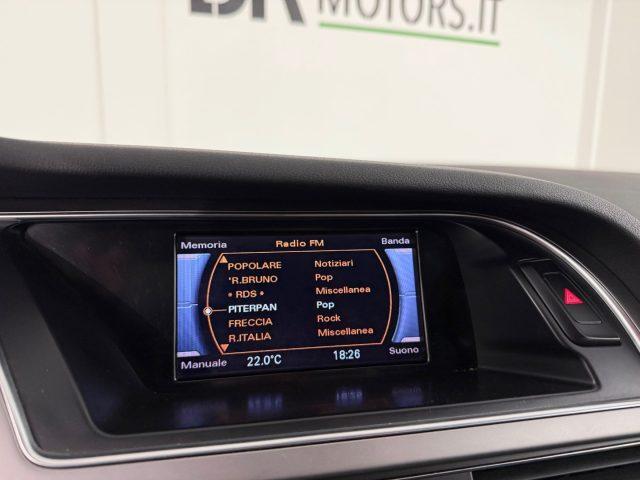 MOTORS.IT
Memoria Radio FM Banda
POPOLARE Notiziari
*R.BRUNO Pop
* RDS * Miscellanea
PITERPAN Pop
FRECCIA Rock
R.ITALIA Miscellanea
Manuale 22.0°C 18:26 Suono